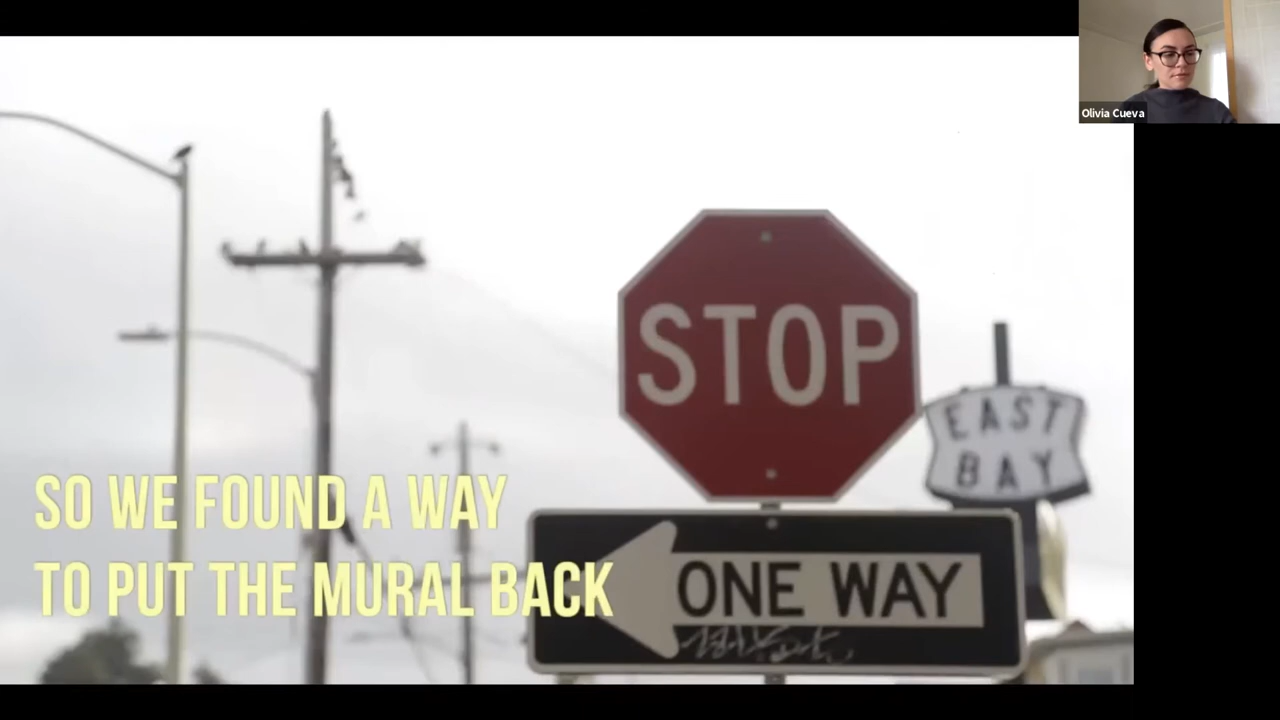 Olivia Cueva
STOP
EAST
BAY
SO WE FOUND A WAY
TO PUT THE MURAL BACK
ONE WAY